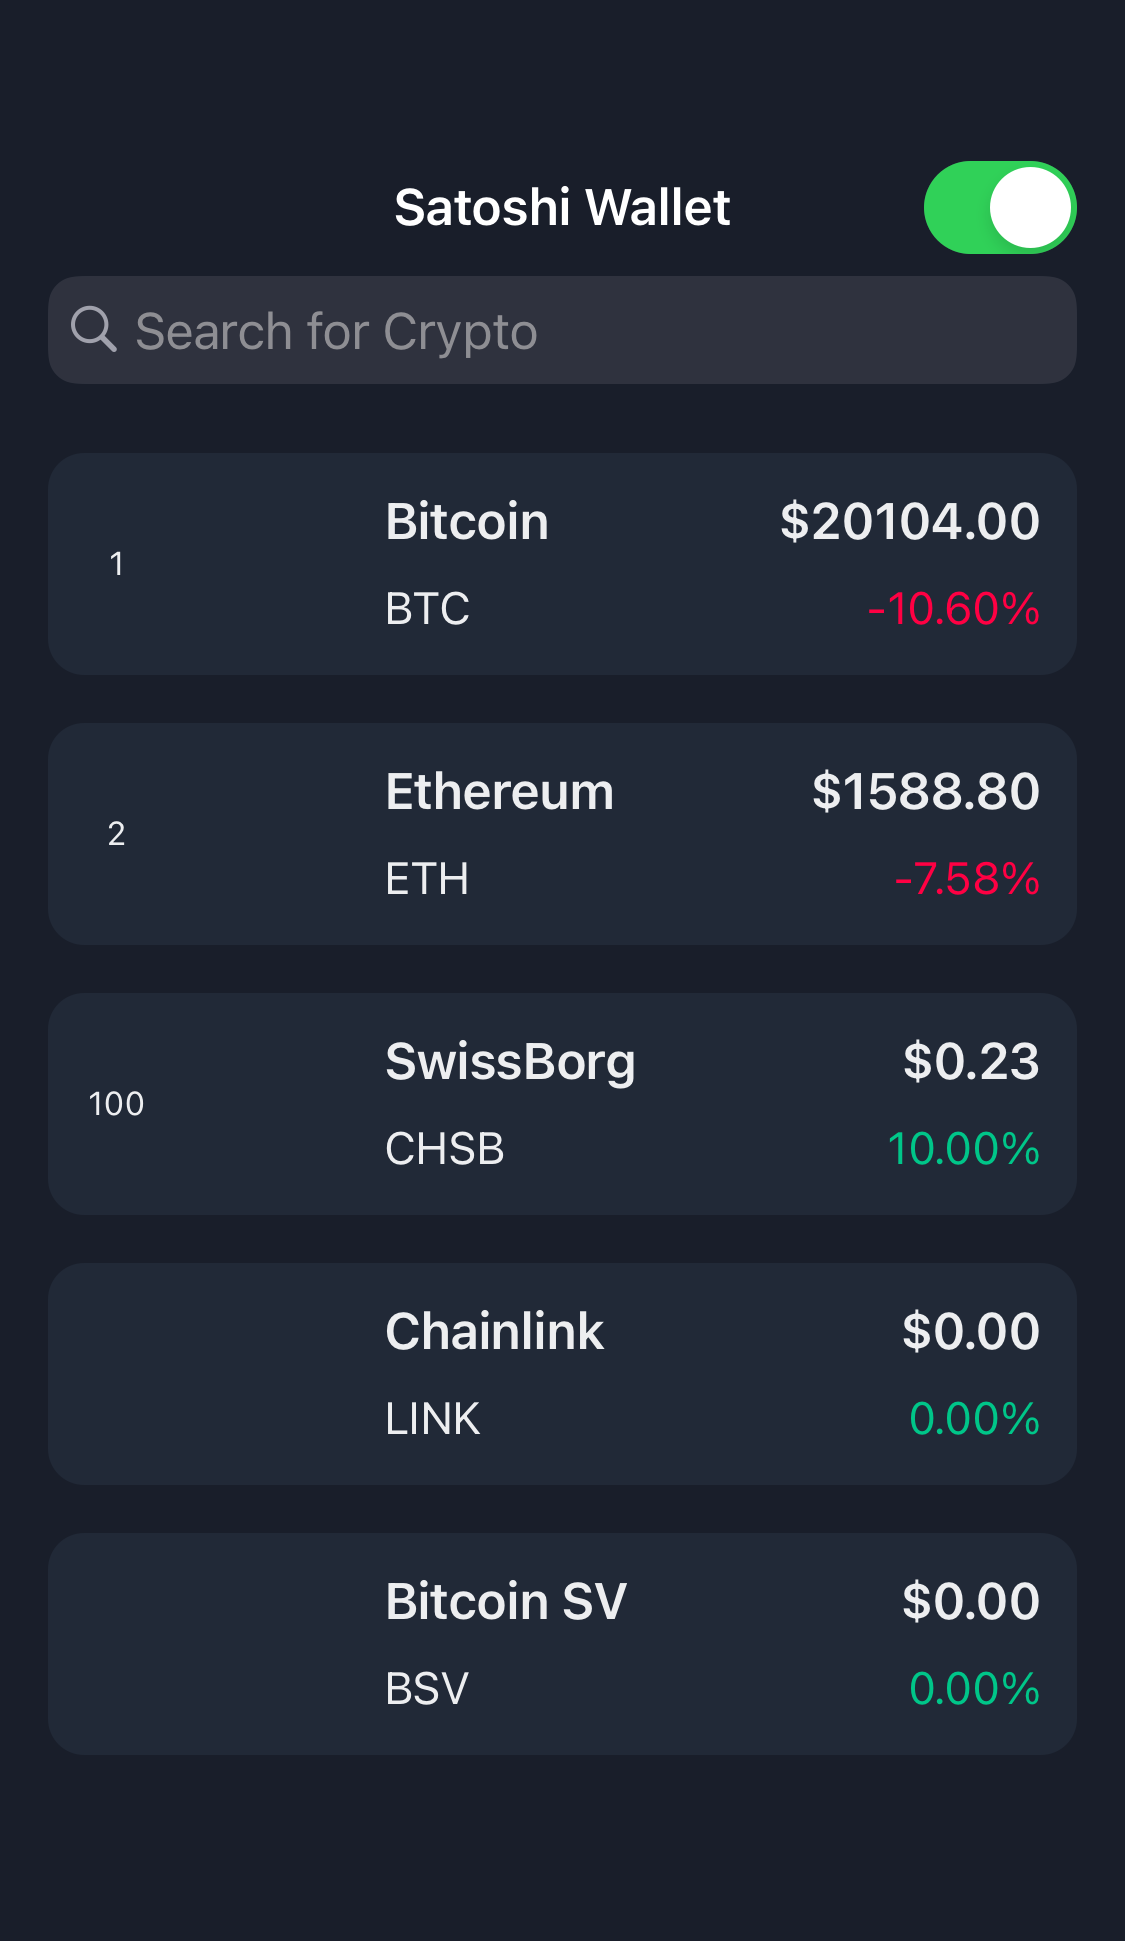 Satoshi Wallet
Search for Crypto
1
Bitcoin
$20104.00
BTC
-10.60%
2
Ethereum
$1588.80
ETH
-7.58%
100
SwissBorg
$0.23
CHSB
10.00%
Chainlink
$0.00
LINK
0.00%
Bitcoin SV
$0.00
BSV
0.00%